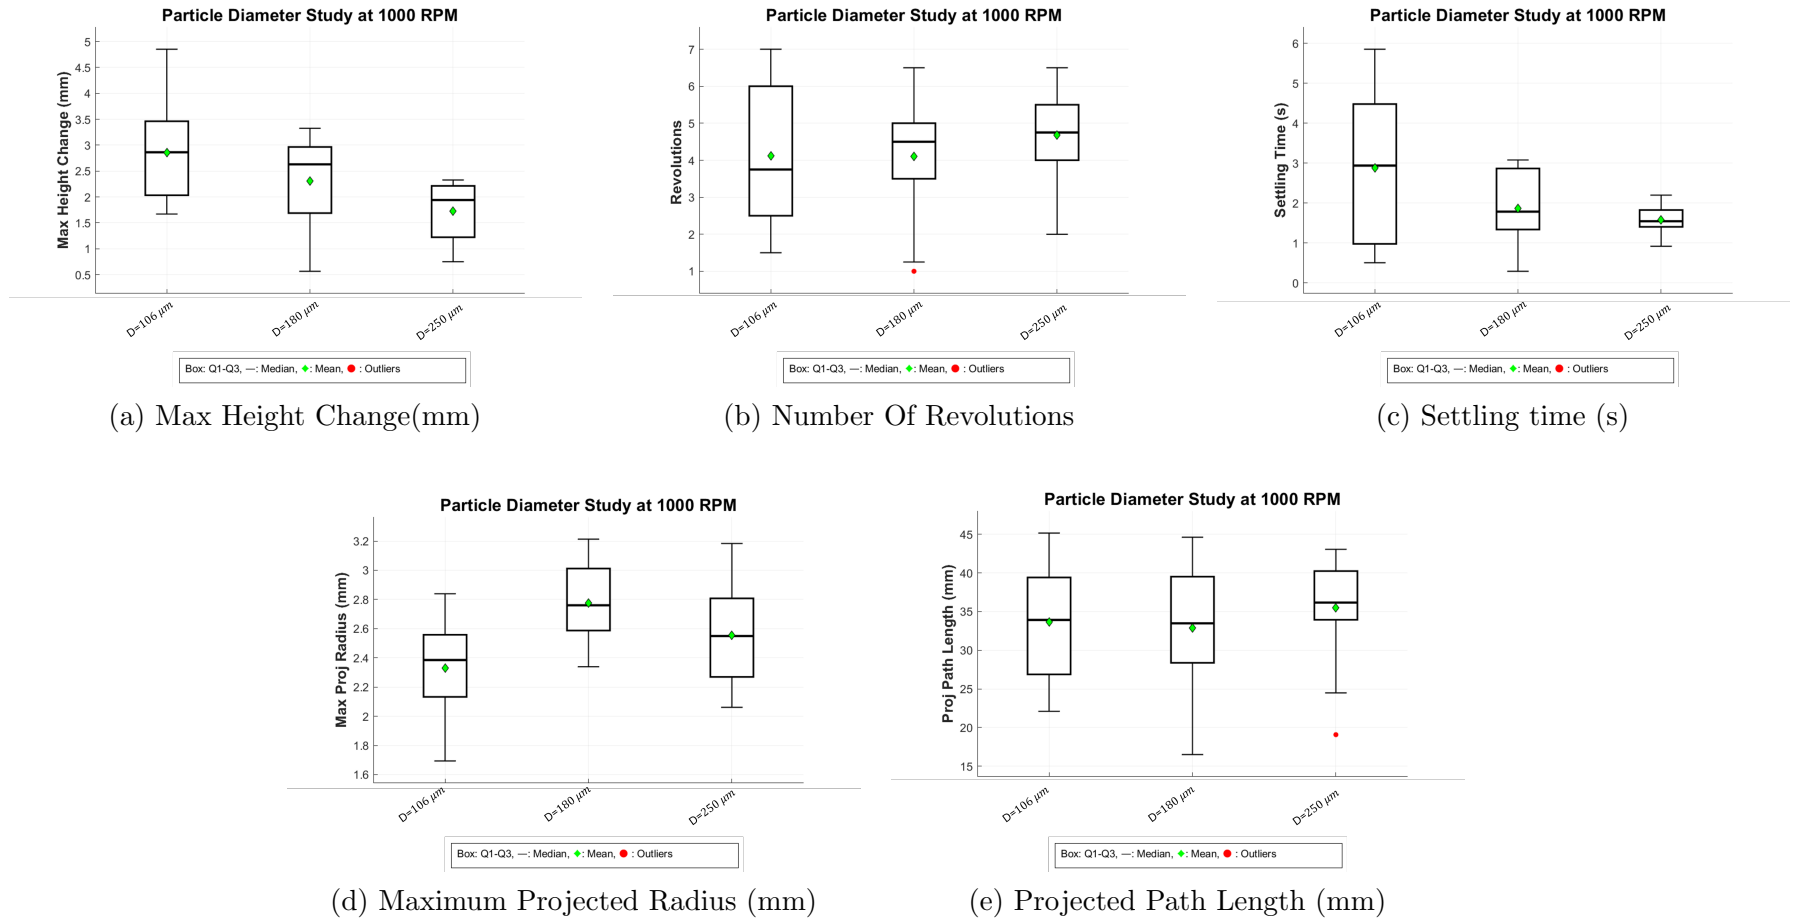 Particle Diameter Study at 1000 RPM
Max Height Change (mm)
5
4.5
4
3.5
3
2.5
2
1.5
1
0.5
D=106 μm
D=180 μm
D=250 μm
Box: Q1-Q3, —: Median, ♦: Mean, ●: Outliers
(a) Max Height Change(mm)
Particle Diameter Study at 1000 RPM
Revolutions
7
6
5
4
3
2
1
D=106 μm
D=180 μm
D=250 μm
Box: Q1-Q3, —: Median, ♦: Mean, ●: Outliers
(b) Number Of Revolutions
Particle Diameter Study at 1000 RPM
Settling Time (s)
6
5
4
3
2
1
0
D=106 μm
D=180 μm
D=250 μm
Box: Q1-Q3, —: Median, ♦: Mean, ●: Outliers
(c) Settling time (s)
Particle Diameter Study at 1000 RPM
Max Proj Radius (mm)
3.2
3
2.8
2.6
2.4
2.2
2
1.8
1.6
D=106 μm
D=180 μm
D=250 μm
Box: Q1-Q3, —: Median, ♦: Mean, ●: Outliers
(d) Maximum Projected Radius (mm)
Particle Diameter Study at 1000 RPM
Proj Path Length (mm)
45
40
35
30
25
20
15
D=106 μm
D=180 μm
D=250 μm
Box: Q1-Q3, —: Median, ♦: Mean, ●: Outliers
(e) Projected Path Length (mm)